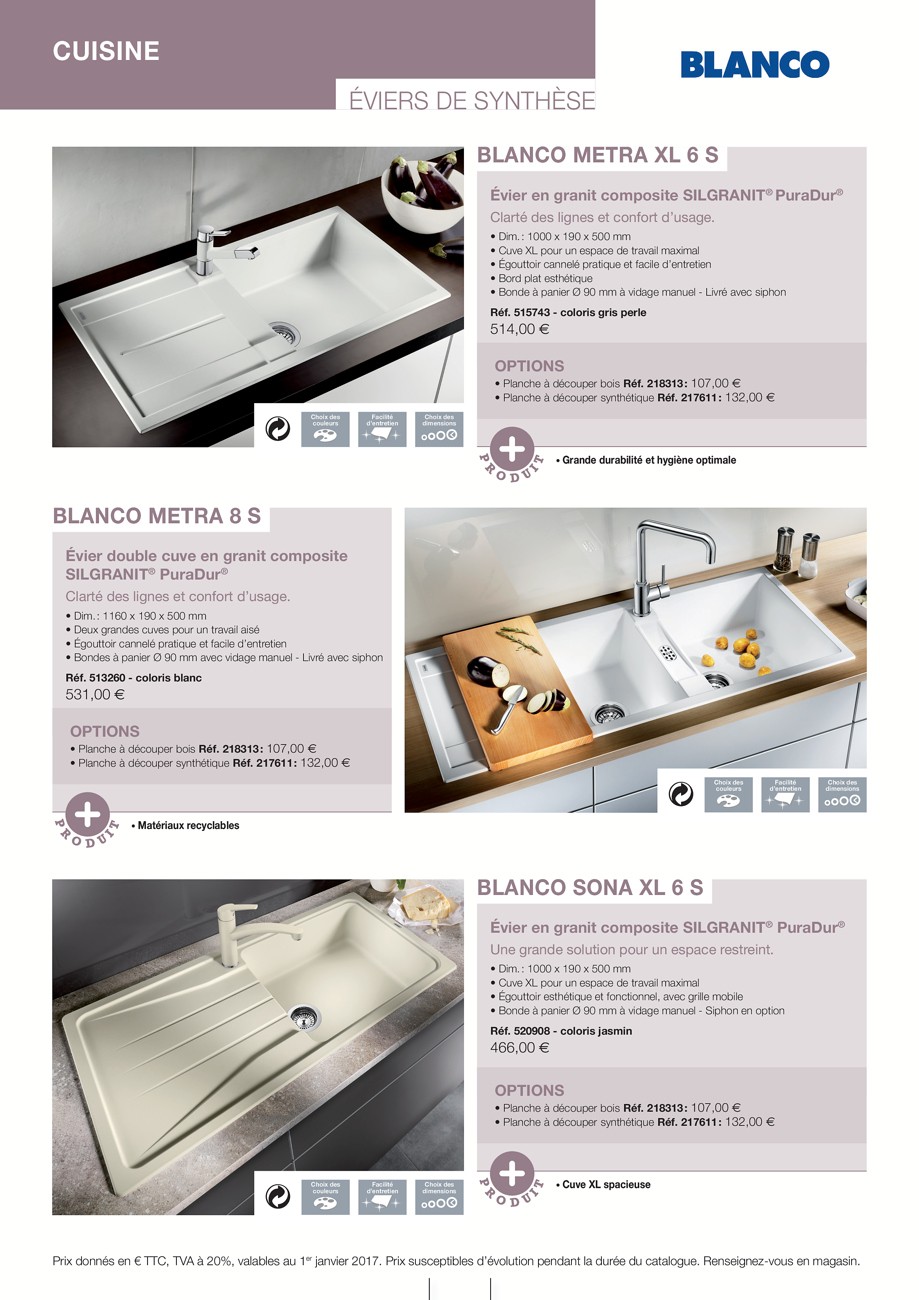 CUISINE
BLANCO
ÉVIERS DE SYNTHÈSE
BLANCO METRA XL 6 S
Évier en granit composite SILGRANIT® PuraDur®
Clarté des lignes et confort d'usage.
• Dim. : 1000 x 190 x 500 mm
• Cuve XL pour un espace de travail maximal
• Égouttoir cannelé pratique et facile d'entretien
• Bord plat esthétique
• Bonde à panier Ø 90 mm à vidage manuel - Livré avec siphon
Réf. 515743 - coloris gris perle
514,00 €
OPTIONS
• Planche à découper bois Réf. 218313 : 107,00 €
• Planche à découper synthétique Réf. 217611 : 132,00 €
Choix des couleurs
Facilité d'entretien
Choix des dimensions
+ PRODUIT
• Grande durabilité et hygiène optimale
BLANCO METRA 8 S
Évier double cuve en granit composite
SILGRANIT® PuraDur®
Clarté des lignes et confort d'usage.
• Dim. : 1160 x 190 x 500 mm
• Deux grandes cuves pour un travail aisé
• Égouttoir cannelé pratique et facile d'entretien
• Bondes à panier Ø 90 mm avec vidage manuel - Livré avec siphon
Réf. 513260 - coloris blanc
531,00 €
OPTIONS
• Planche à découper bois Réf. 218313 : 107,00 €
• Planche à découper synthétique Réf. 217611 : 132,00 €
Choix des couleurs
Facilité d'entretien
Choix des dimensions
+ PRODUIT
• Matériaux recyclables
BLANCO SONA XL 6 S
Évier en granit composite SILGRANIT® PuraDur®
Une grande solution pour un espace restreint.
• Dim. : 1000 x 190 x 500 mm
• Cuve XL pour un espace de travail maximal
• Égouttoir esthétique et fonctionnel, avec grille mobile
• Bonde à panier Ø 90 mm à vidage manuel - Siphon en option
Réf. 520908 - coloris jasmin
466,00 €
OPTIONS
• Planche à découper bois Réf. 218313 : 107,00 €
• Planche à découper synthétique Réf. 217611 : 132,00 €
Choix des couleurs
Facilité d'entretien
Choix des dimensions
+ PRODUIT
• Cuve XL spacieuse
Prix donnés en € TTC, TVA à 20%, valables au 1er janvier 2017. Prix susceptibles d'évolution pendant la durée du catalogue. Renseignez-vous en magasin.